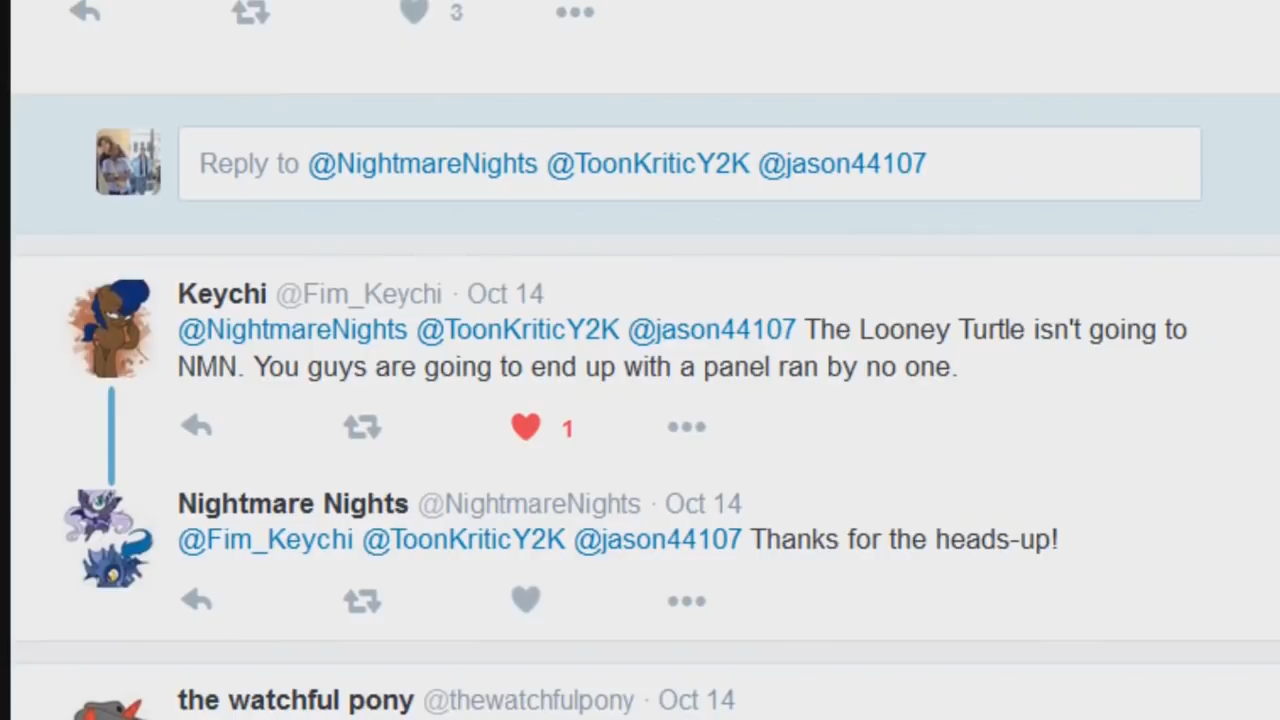 3
Reply to @NightmareNights @ToonKriticY2K @jason44107
Keychi @Fim_Keychi · Oct 14
@NightmareNights @ToonKriticY2K @jason44107 The Looney Turtle isn't going to
NMN. You guys are going to end up with a panel ran by no one.
1
Nightmare Nights @NightmareNights · Oct 14
@Fim_Keychi @ToonKriticY2K @jason44107 Thanks for the heads-up!
the watchful pony @thewatchfulpony · Oct 14